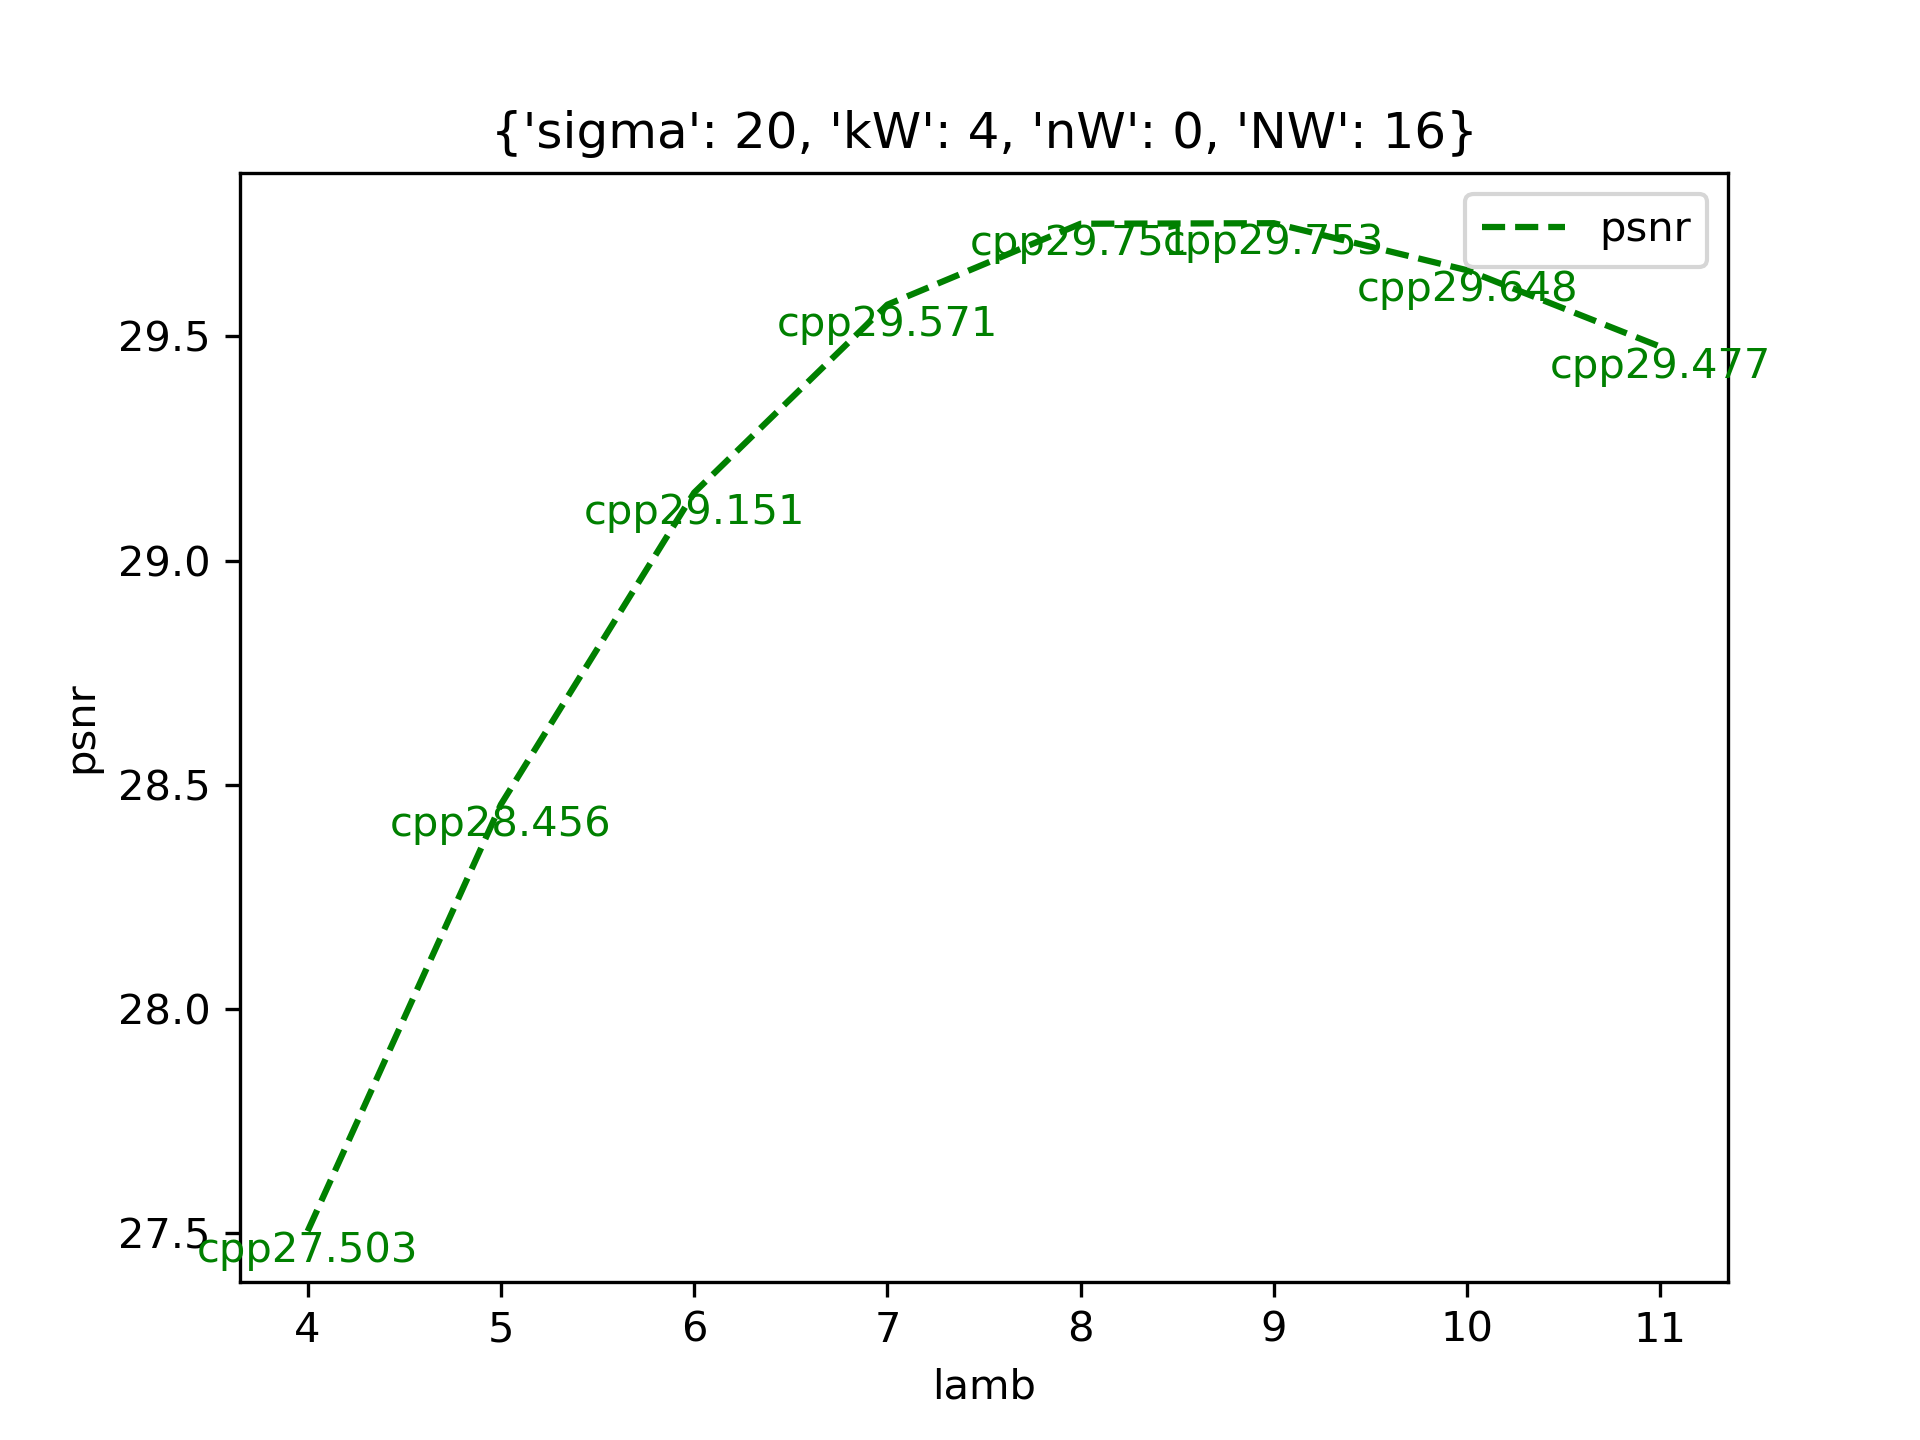 {'sigma': 20, 'kW': 4, 'nW': 0, 'NW': 16}
psnr
cpp29.751
cpp29.753
cpp29.648
29.5
cpp29.571
cpp29.477
cpp29.151
29.0
psnr
28.5
cpp28.456
28.0
27.5
cpp27.503
4 5 6 7 8 9 10 11
lamb